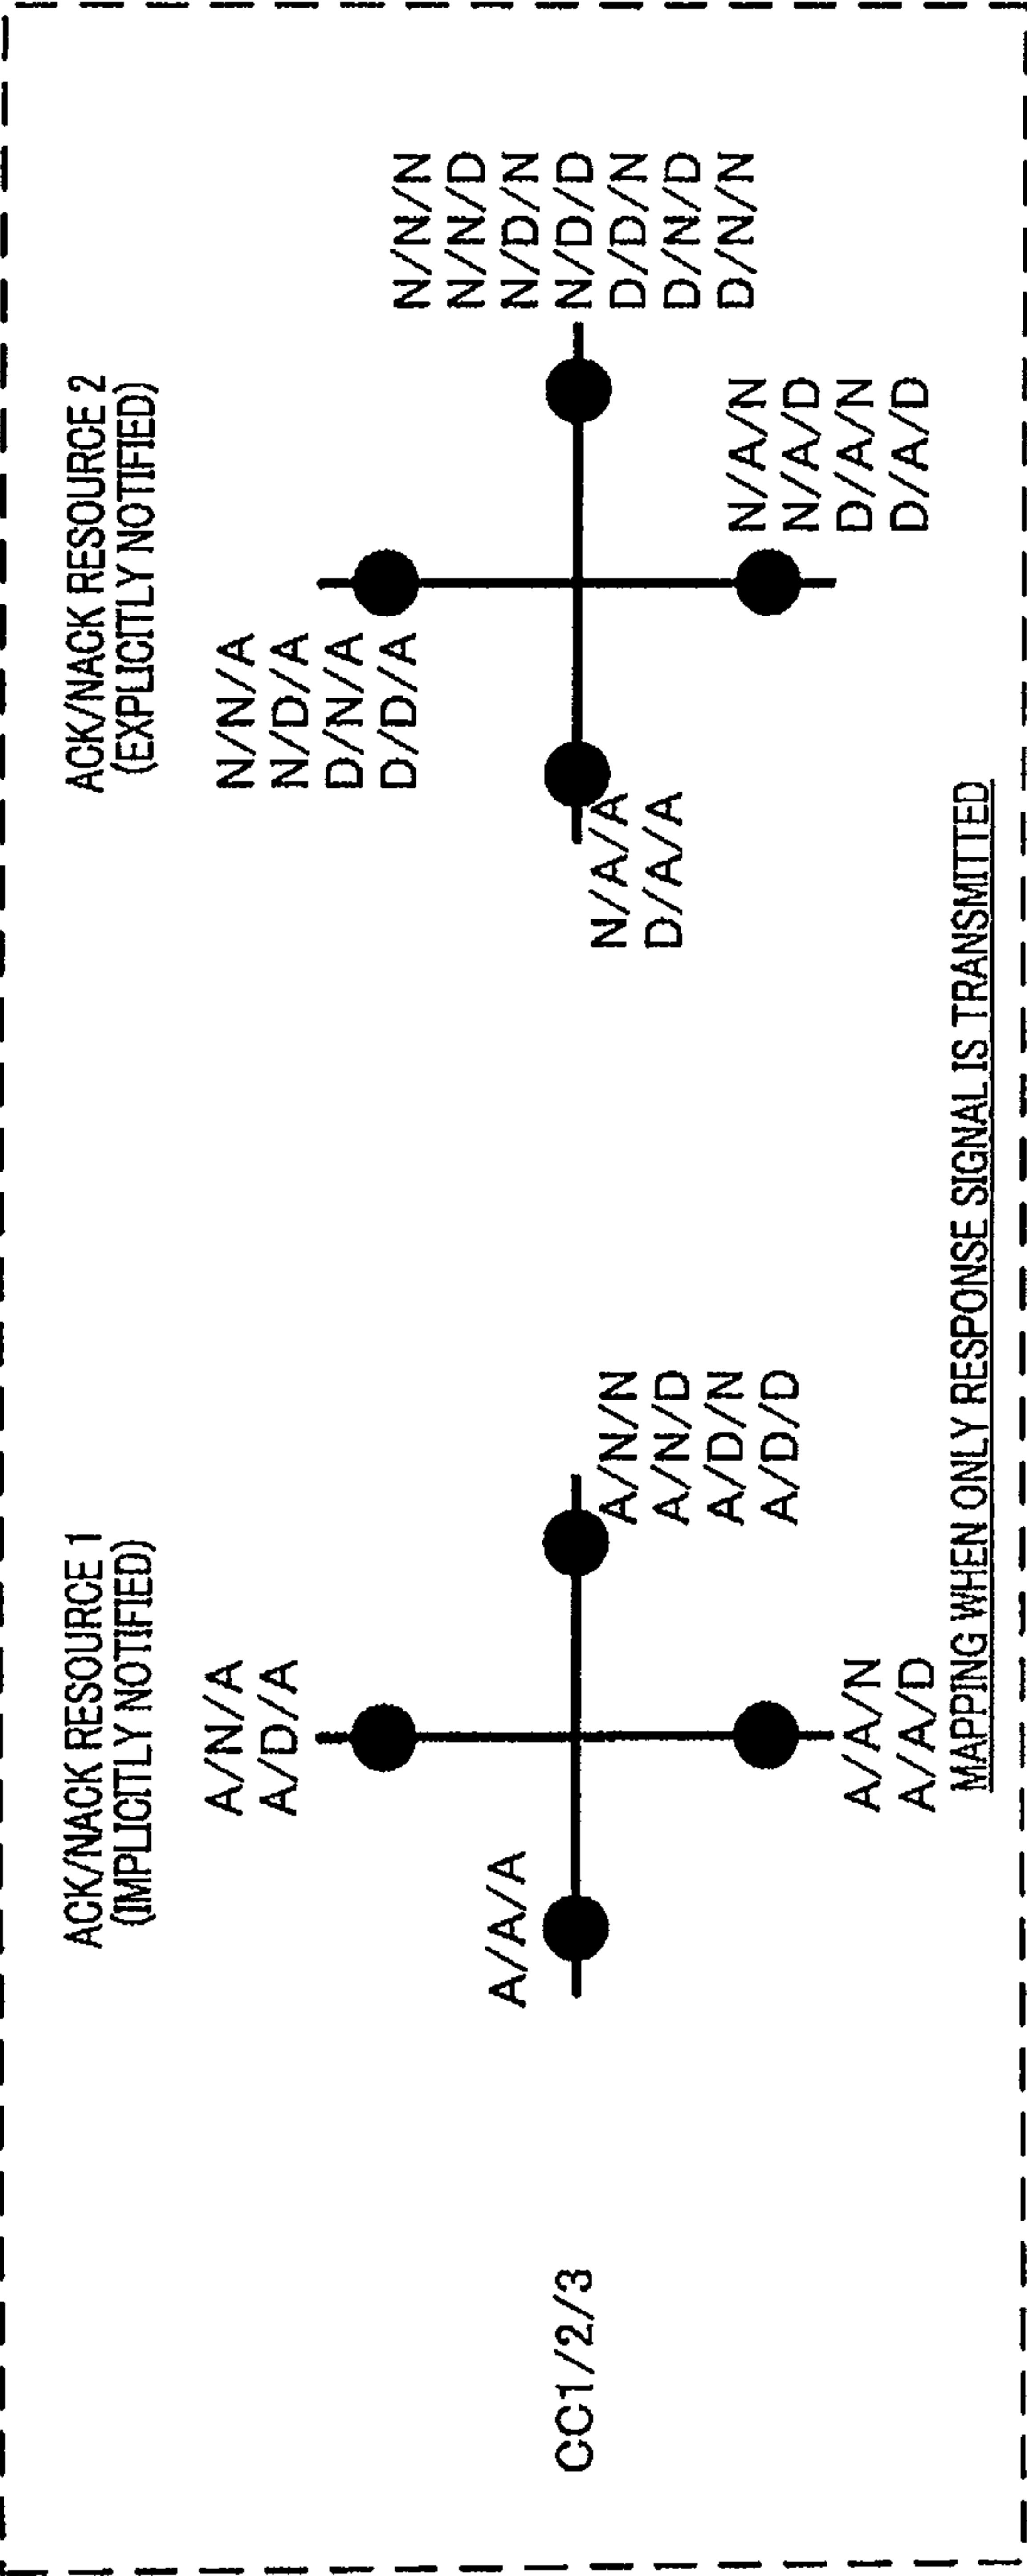 ACK/NACK RESOURCE 1
(IMPLICITLY NOTIFIED)
A/N/A
A/D/A
A/A/A
A/N/N
A/N/D
A/D/N
A/D/D
A/A/N
A/A/D
CC1/2/3
ACK/NACK RESOURCE 2
(EXPLICITLY NOTIFIED)
N/N/A
N/D/A
D/N/A
D/D/A
N/N/N
N/N/D
N/D/N
N/D/D
D/D/N
D/N/D
D/N/N
N/A/A
D/A/A
N/A/N
N/A/D
D/A/N
D/A/D
MAPPING WHEN ONLY RESPONSE SIGNAL IS TRANSMITTED